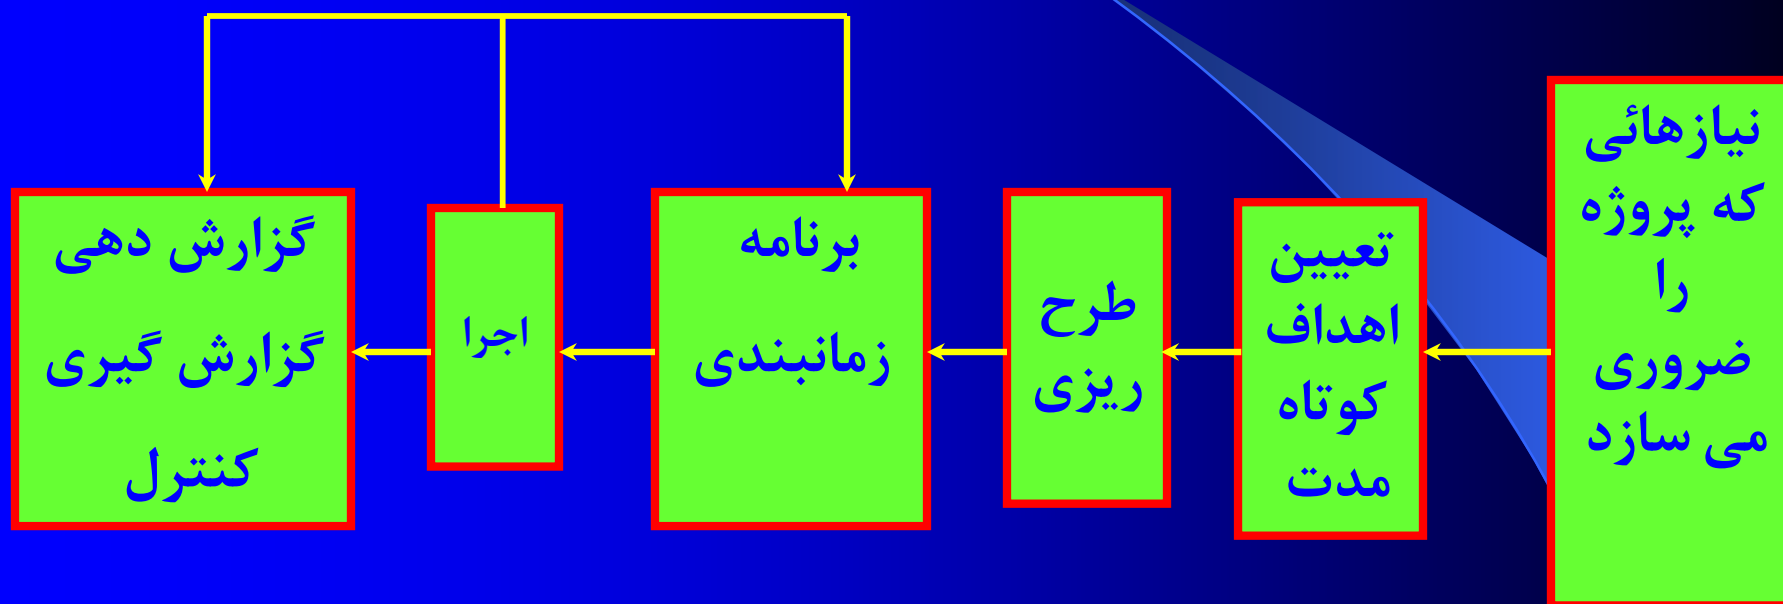 نیازهائی
که پروژه
را
ضروری
می سازد
تعیین
اهداف
کوتاه
مدت
طرح
ریزی
برنامه
زمانبندی
اجرا
گزارش دهی
گزارش گیری
کنترل